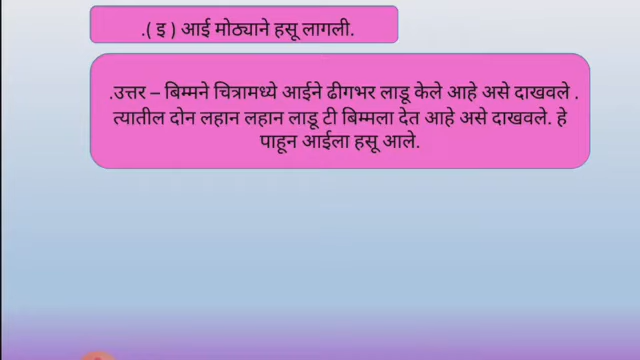 .( इ ) आई मोठ्याने हसू लागली.
.उत्तर – बिम्मने चित्रामध्ये आईने ढीगभर लाडू केले आहे असे दाखवले .
त्यातील दोन लहान लहान लाडू टी बिम्मला देत आहे असे दाखवले. हे
पाहून आईला हसू आले.